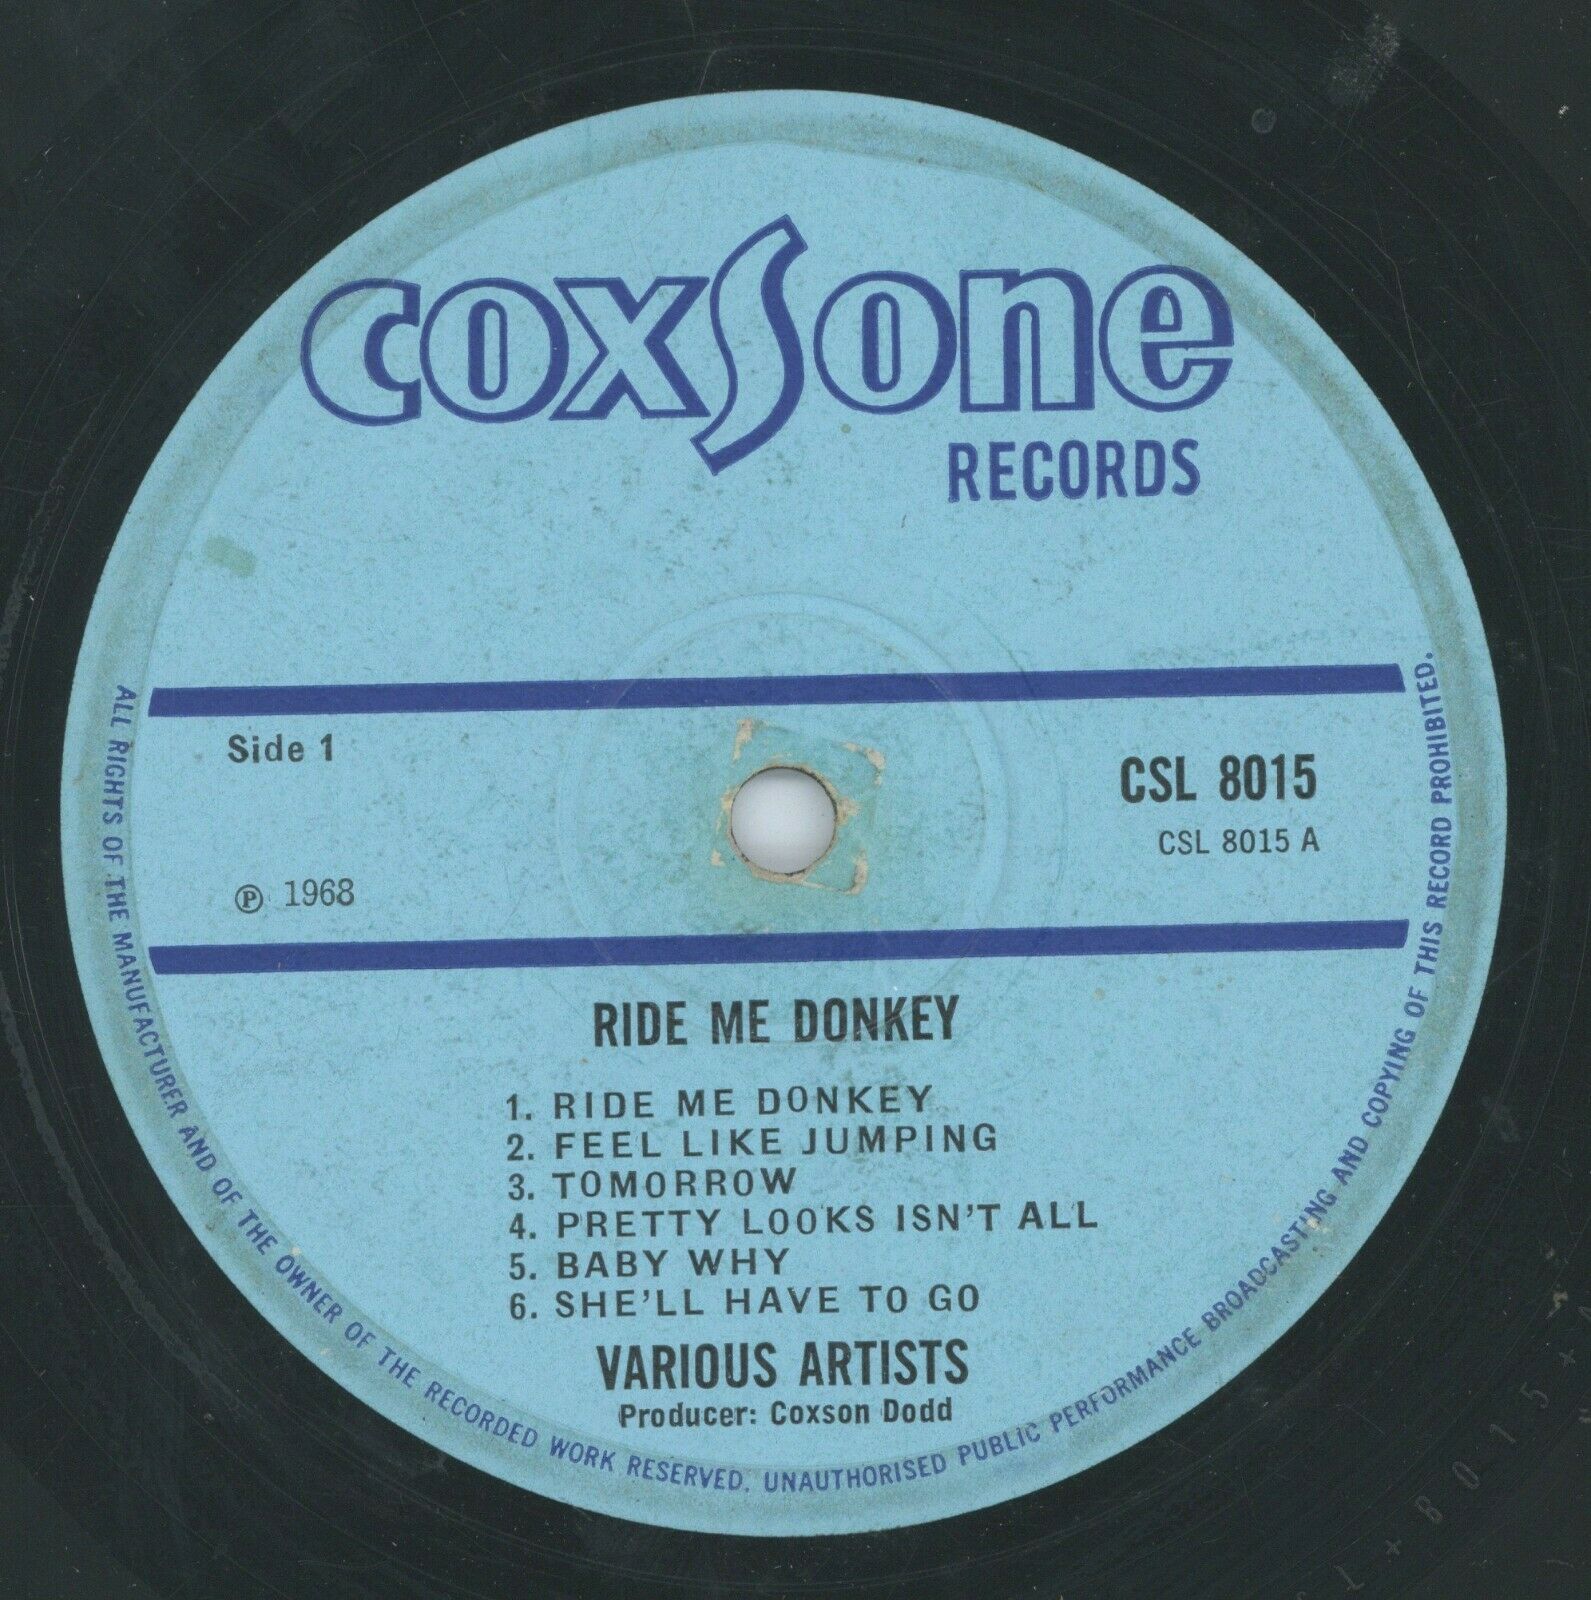 coxSone
RECORDS
Side 1
CSL 8015
CSL 8015 A
℗ 1968
RIDE ME DONKEY
1. RIDE ME DONKEY
2. FEEL LIKE JUMPING
3. TOMORROW
4. PRETTY LOOKS ISN'T ALL
5. BABY WHY
6. SHE'LL HAVE TO GO
VARIOUS ARTISTS
Producer: Coxson Dodd
ALL RIGHTS OF THE MANUFACTURER AND OF THE OWNER OF THE RECORDED WORK RESERVED. UNAUTHORISED PUBLIC PERFORMANCE BROADCASTING AND COPYING OF THIS RECORD PROHIBITED.